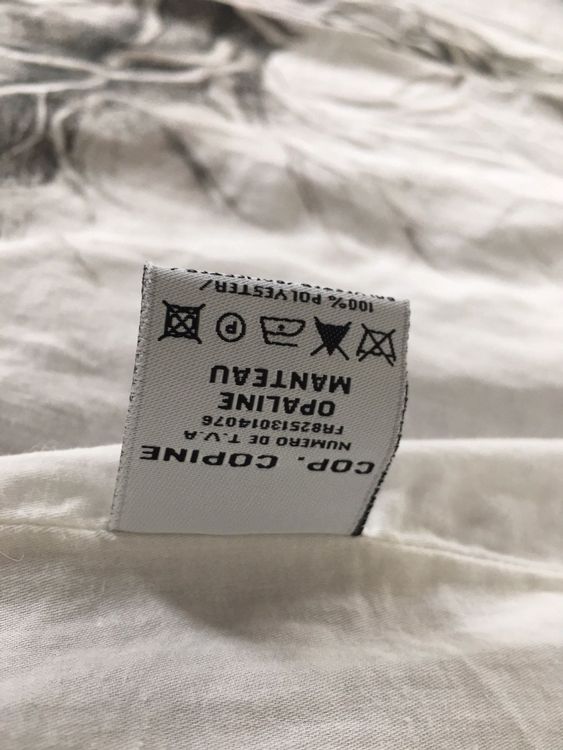 COP. COPINE
NUMERO DE T.V.A
FR82513014076
OPALINE
MANTEAU
P
100% POLYESTER/